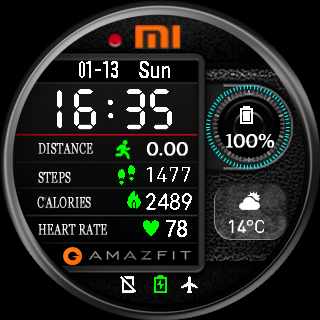 mi
01-13 Sun
16:35
DISTANCE 0.00
STEPS 1477
CALORIES 2489
HEART RATE 78
AMAZFIT
100%
14°C